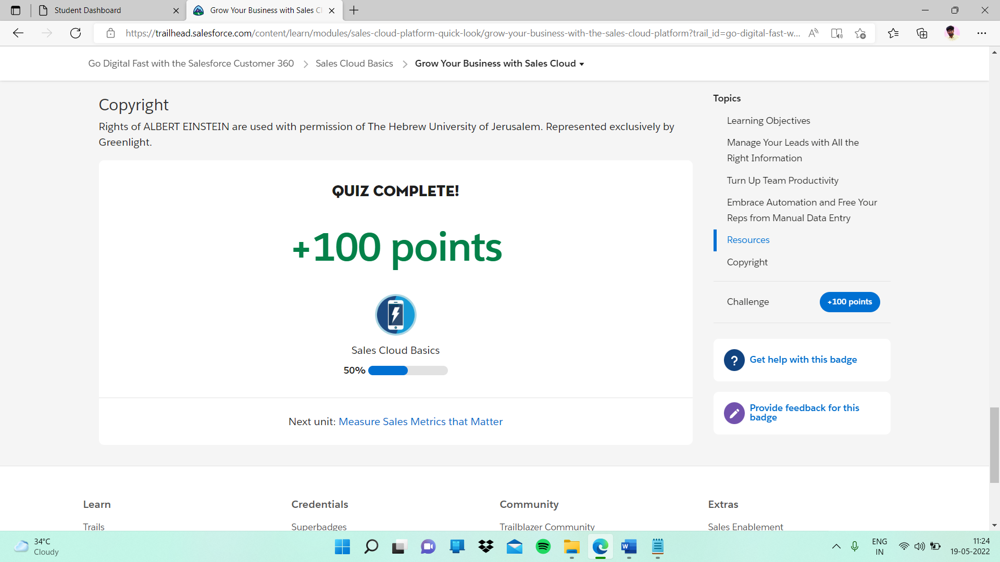 Student Dashboard
Grow Your Business with Sales Cl
https://trailhead.salesforce.com/content/learn/modules/sales-cloud-platform-quick-look/grow-your-business-with-the-sales-cloud-platform?trail_id=go-digital-fast-w...
Go Digital Fast with the Salesforce Customer 360
Sales Cloud Basics
Grow Your Business with Sales Cloud
Copyright
Rights of ALBERT EINSTEIN are used with permission of The Hebrew University of Jerusalem. Represented exclusively by
Greenlight.
QUIZ COMPLETE!
+100 points
Sales Cloud Basics
50%
Next unit: Measure Sales Metrics that Matter
Topics
Learning Objectives
Manage Your Leads with All the
Right Information
Turn Up Team Productivity
Embrace Automation and Free Your
Reps from Manual Data Entry
Resources
Copyright
Challenge
+100 points
? Get help with this badge
Provide feedback for this
badge
Learn
Trails
Credentials
Superbadges
Community
Trailblazer Community
Extras
Sales Enablement
34°C
Cloudy
W
ENG
IN
11:24
19-05-2022